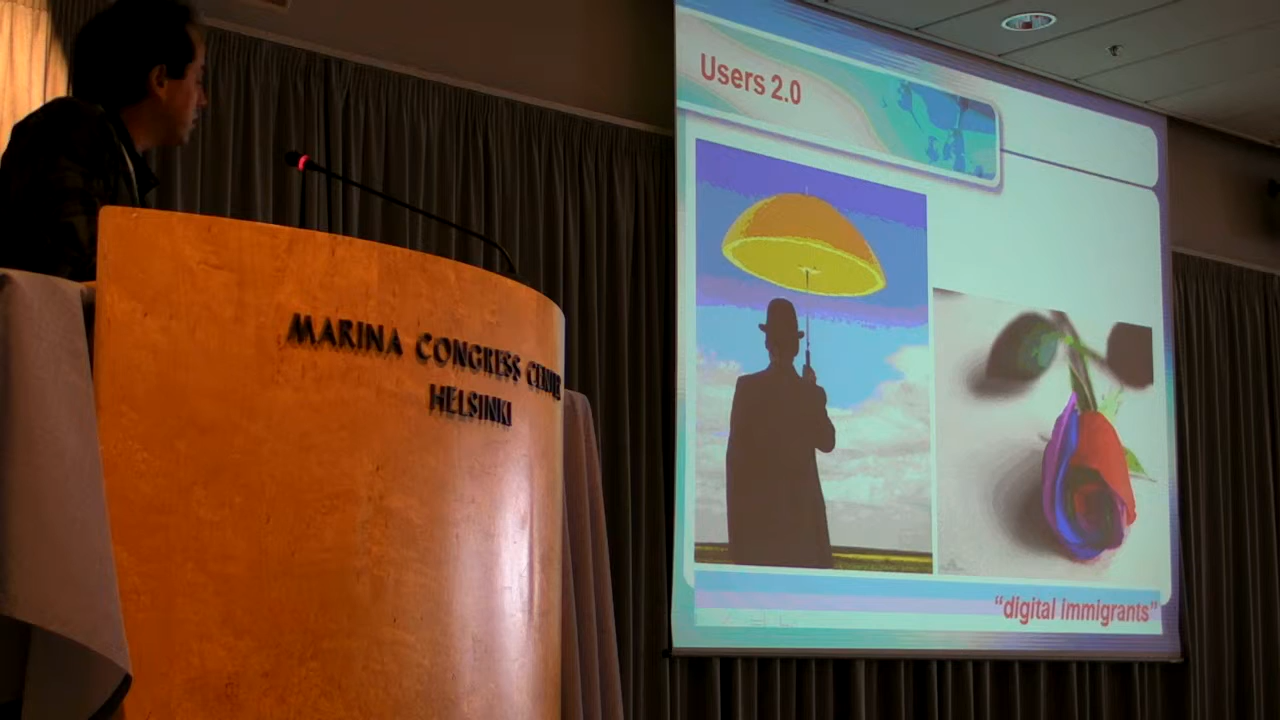 Users 2.0
MARINA CONGRESS CENTER
HELSINKI
“digital immigrants”